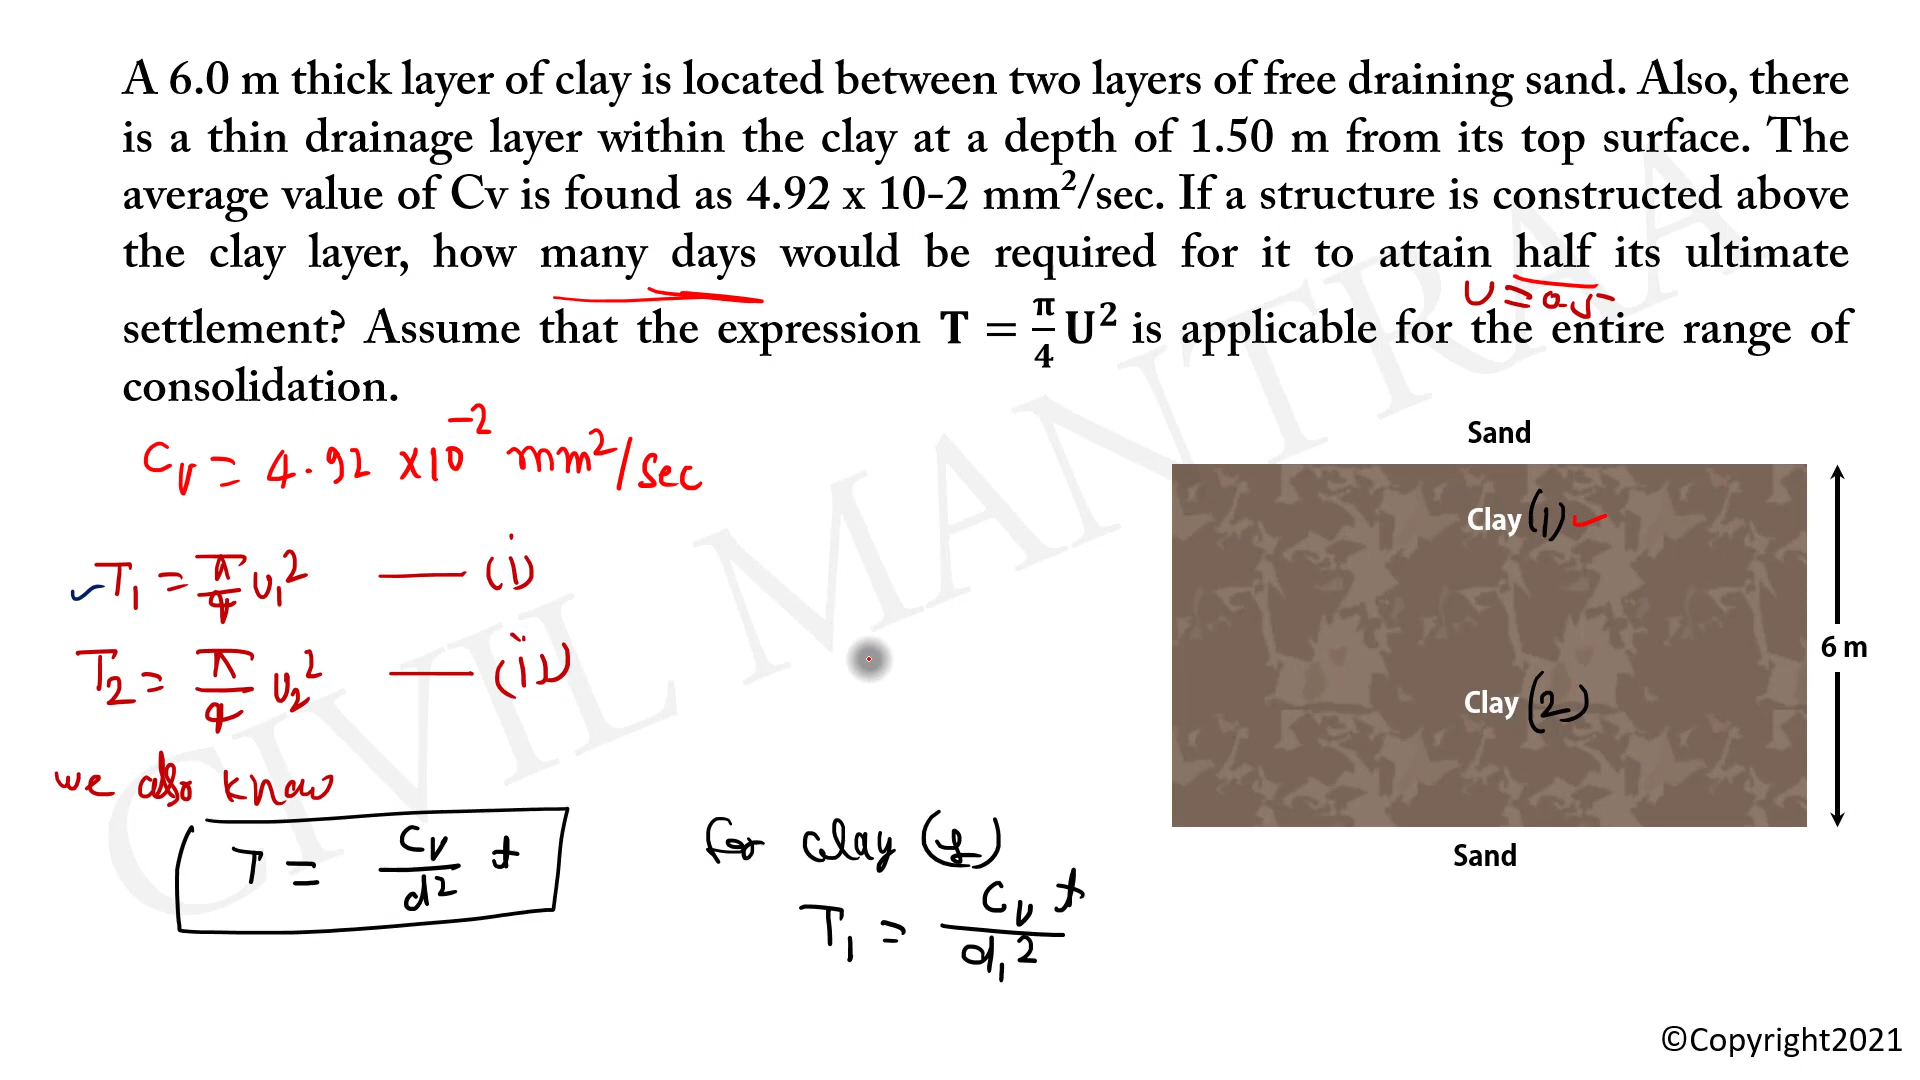 A 6.0 m thick layer of clay is located between two layers of free draining sand. Also, there
is a thin drainage layer within the clay at a depth of 1.50 m from its top surface. The
average value of Cv is found as 4.92 x 10-2 mm²/sec. If a structure is constructed above
the clay layer, how many days would be required for it to attain half its ultimate
U = 0.5
settlement? Assume that the expression T = π/4 U² is applicable for the entire range of
consolidation.
Cv = 4.92 × 10⁻² mm²/sec
Sand
Clay (1)
T₁ = π/4 U₁² — (i)
6 m
T₂ = π/4 U₂² — (ii)
Clay (2)
we also know
T = Cv/d² t
for clay (1)
Sand
T₁ = Cv t/d₁²
CIVIL MANTRAA
©Copyright2021